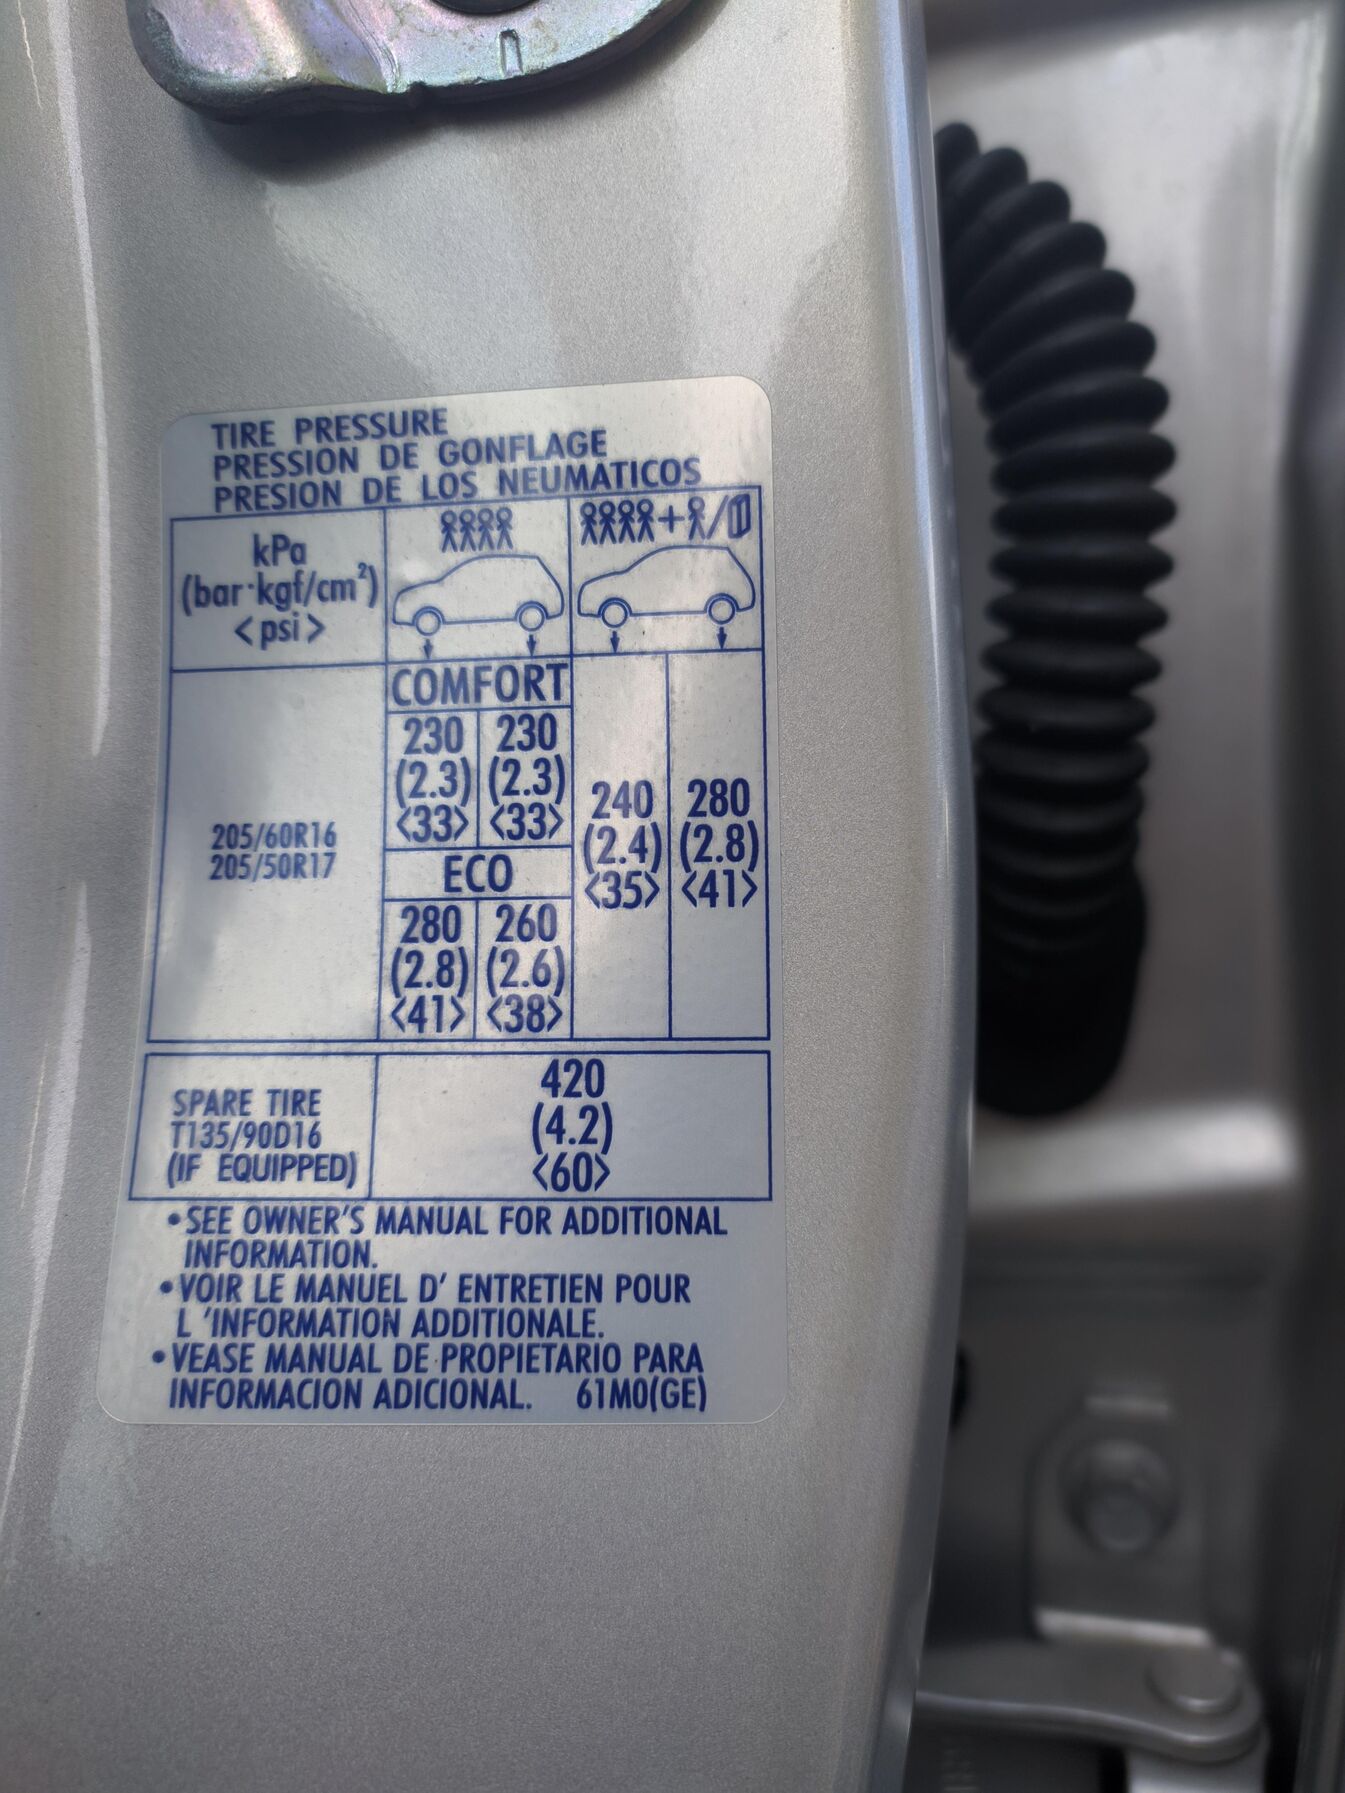 TIRE PRESSURE
PRESSION DE GONFLAGE
PRESION DE LOS NEUMATICOS
kPa
(bar·kgf/cm²)
<psi>
+ /
205/60R16
205/50R17
COMFORT
230 230
(2.3) (2.3)
<33> <33>
ECO
280 260
(2.8) (2.6)
<41> <38>
240 280
(2.4) (2.8)
<35> <41>
SPARE TIRE
T135/90D16
(IF EQUIPPED)
420
(4.2)
<60>
•SEE OWNER'S MANUAL FOR ADDITIONAL
INFORMATION.
•VOIR LE MANUEL D' ENTRETIEN POUR
L 'INFORMATION ADDITIONALE.
•VEASE MANUAL DE PROPIETARIO PARA
INFORMACION ADICIONAL. 61M0(GE)